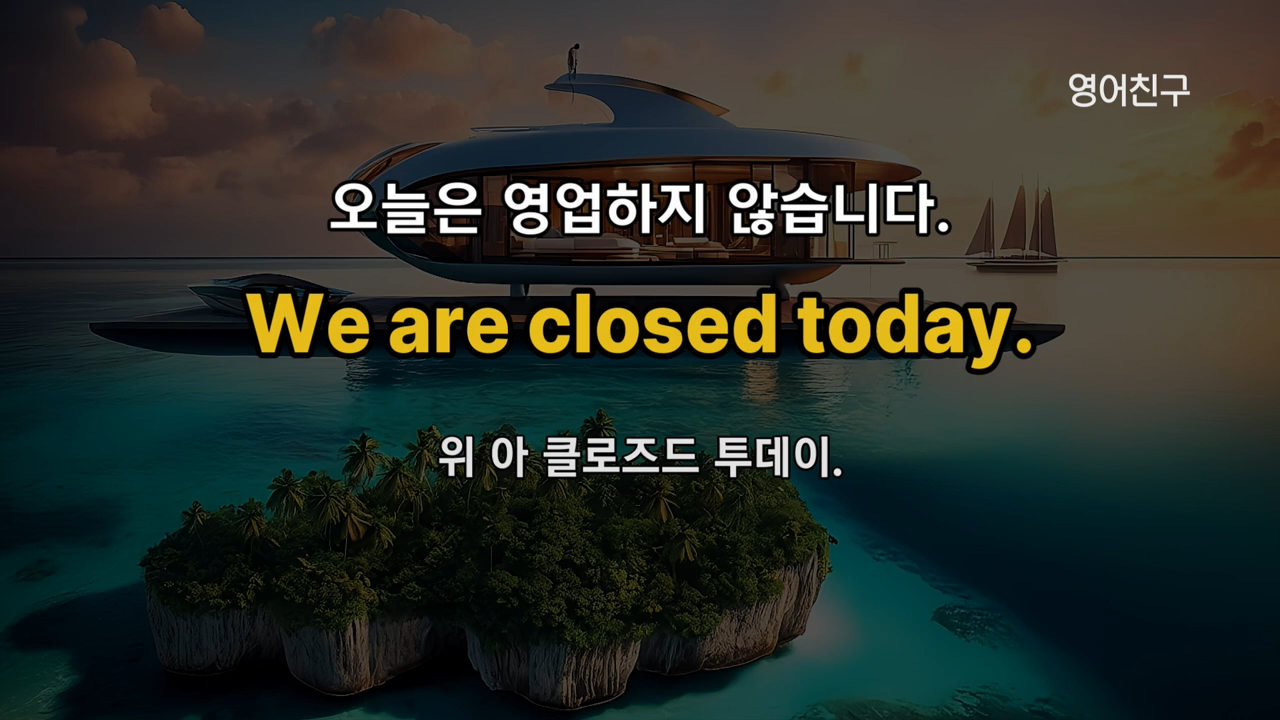 영어친구
오늘은 영업하지 않습니다.
We are closed today.
위 아 클로즈드 투데이.